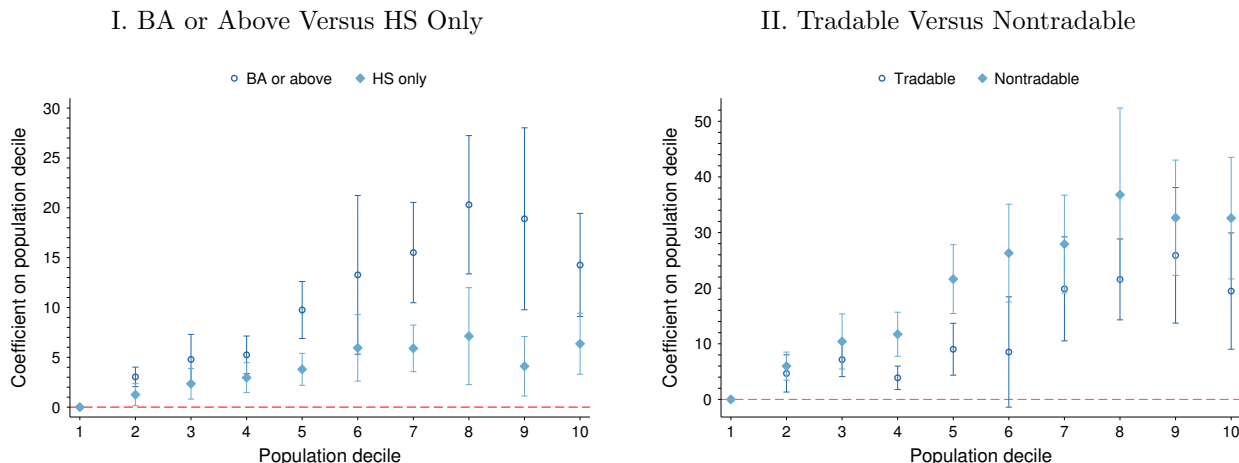 I. BA or Above Versus HS Only
BA or above HS only
Coefficient on population decile
30
25
20
15
10
5
0
1 2 3 4 5 6 7 8 9 10
Population decile
II. Tradable Versus Nontradable
Tradable Nontradable
Coefficient on population decile
50
40
30
20
10
0
1 2 3 4 5 6 7 8 9 10
Population decile